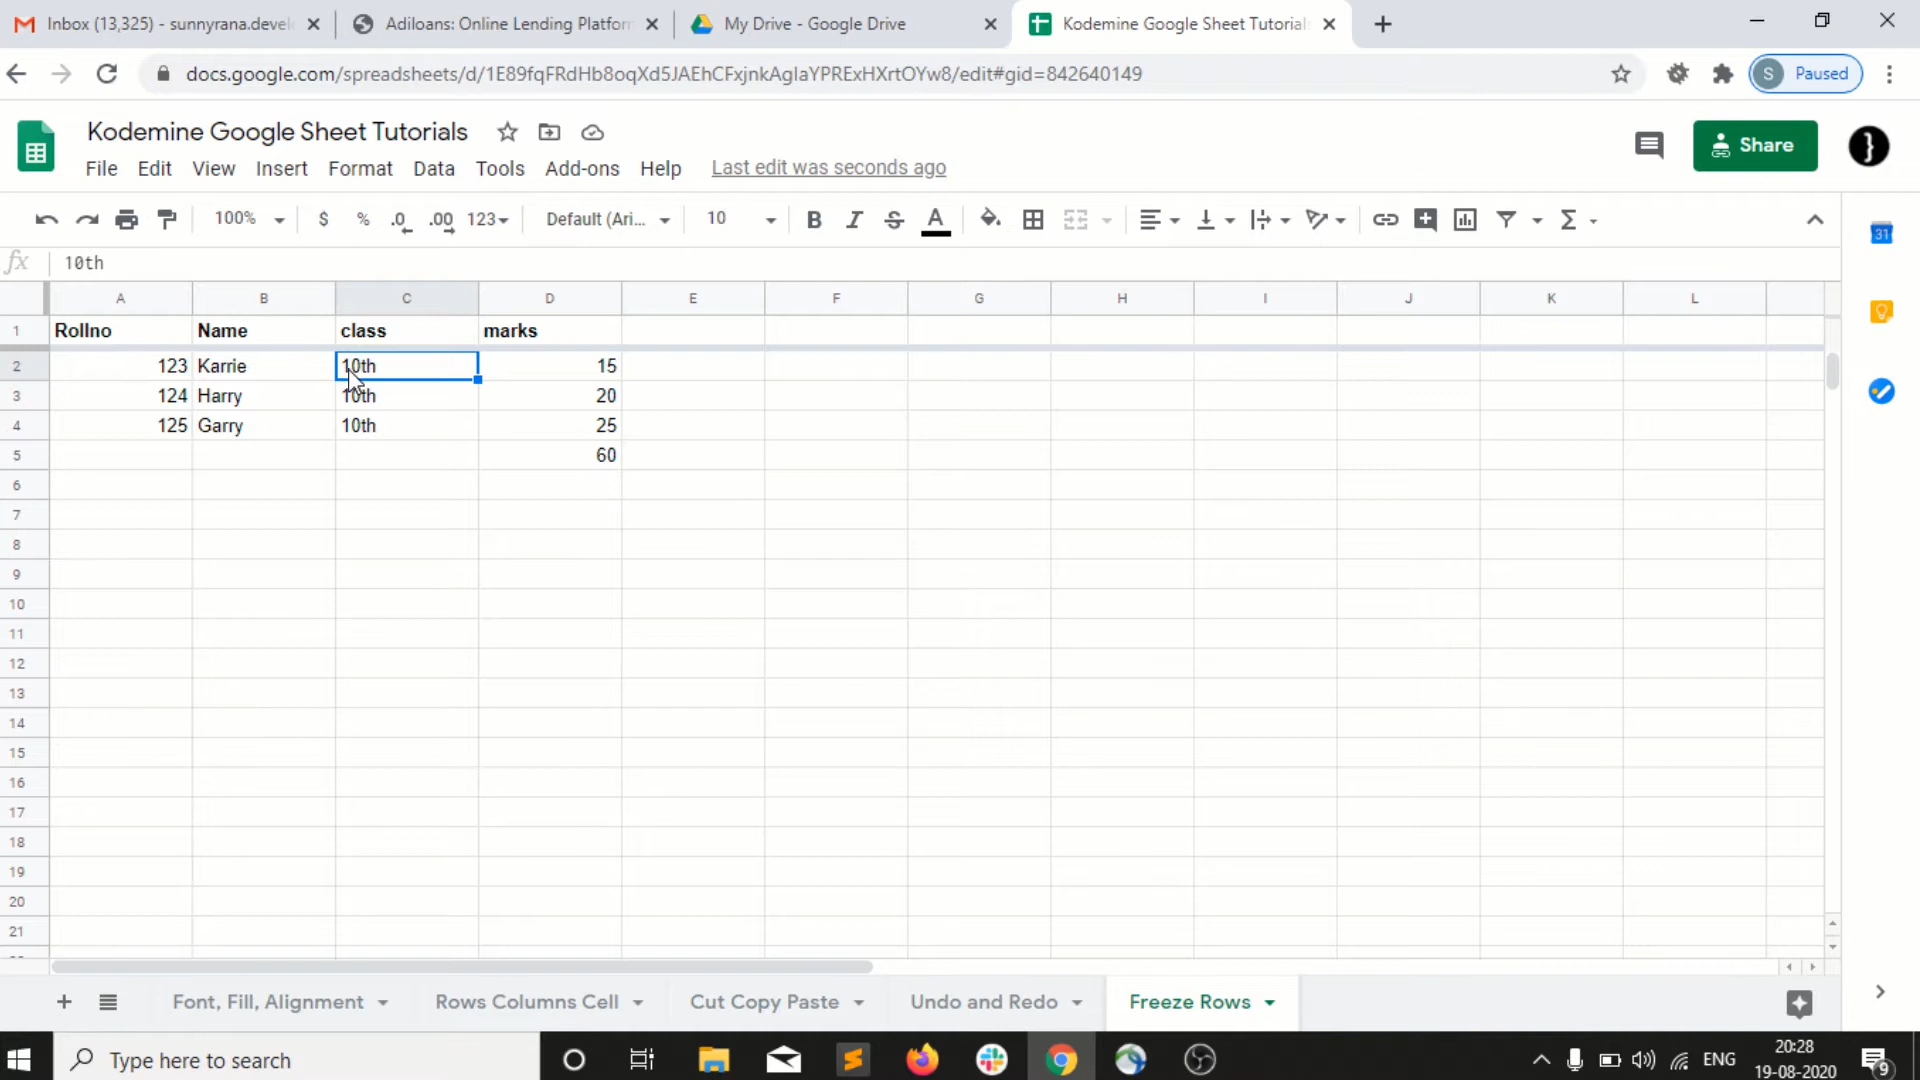 Inbox (13,325) - sunnyrana.devel
Adiloans: Online Lending Platform
My Drive - Google Drive
Kodemine Google Sheet Tutorials
docs.google.com/spreadsheets/d/1E89fqFRdHb8oqXd5JAEhCFxjnkAglaYPRExHXrtOYw8/edit#gid=842640149
S Paused
Kodemine Google Sheet Tutorials
Share
File Edit View Insert Format Data Tools Add-ons Help Last edit was seconds ago
100% $ % .0 .00 123 Default (Ari... 10 B I S A Σ
31
fx 10th
A B C D E F G H I J K L
1 Rollno Name class marks
2 123 Karrie 10th 15
3 124 Harry 10th 20
4 125 Garry 10th 25
5 60
6
7
8
9
10
11
12
13
14
15
16
17
18
19
20
21
+ Font, Fill, Alignment Rows Columns Cell Cut Copy Paste Undo and Redo Freeze Rows
Type here to search
ENG
20:28
19-08-2020
9